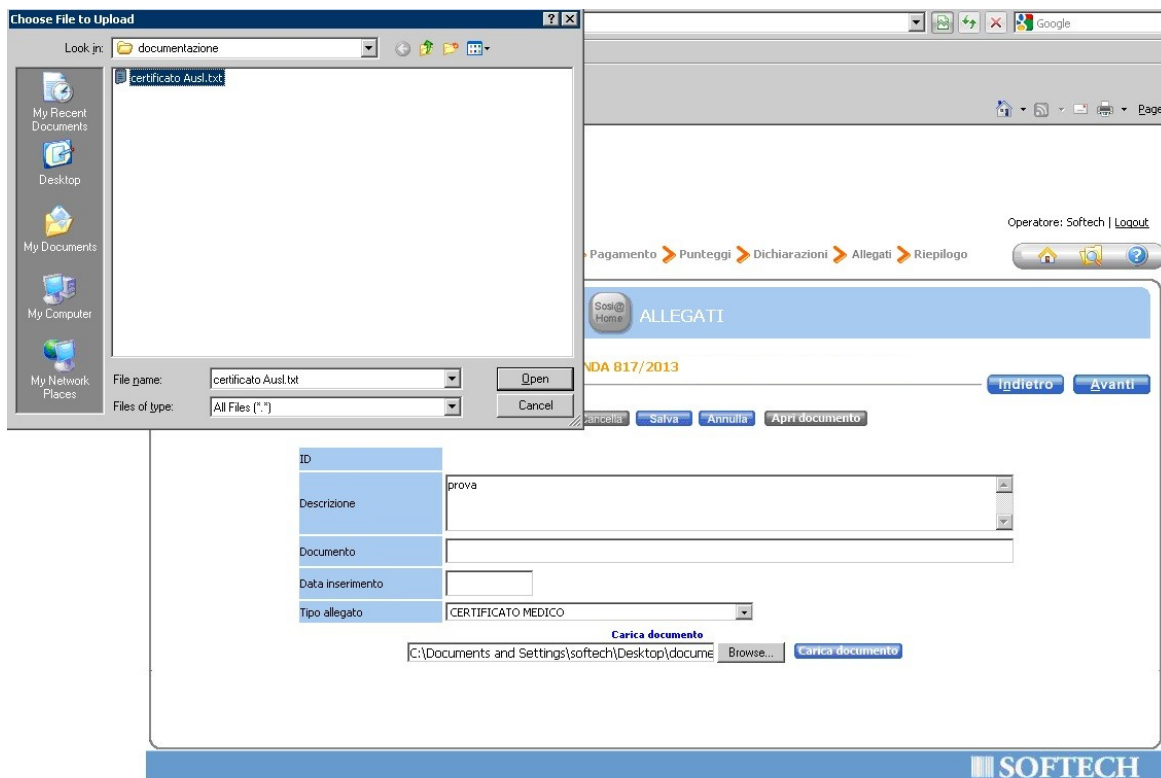 Choose File to Upload
Look in: documentazione
certificato Ausl.txt
My Recent
Documents
Desktop
My Documents
My Computer
My Network
Places
File name: certificato Ausl.txt Open
Files of type: All Files (*.*) Cancel
Google
Page
Operatore: Softech | Logout
Pagamento Punteggi Dichiarazioni Allegati Riepilogo
Sosi@
Home
ALLEGATI
NDA 817/2013
Indietro Avanti
Cancella Salva Annulla Apri documento
ID
Descrizione prova
Documento
Data inserimento
Tipo allegato CERTIFICATO MEDICO
Carica documento
C:\Documents and Settings\softech\Desktop\docume Browse... Carica documento
SOFTECH